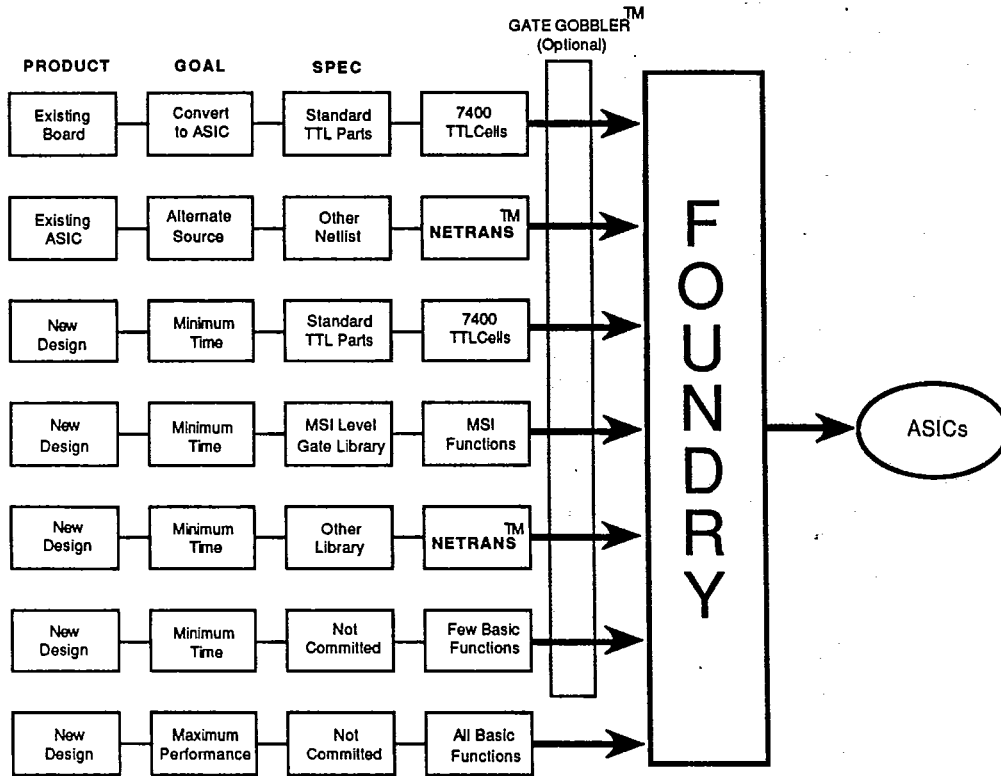 GATE GOBBLER™
(Optional)
PRODUCT GOAL SPEC
Existing
Board
Convert
to ASIC
Standard
TTL Parts
7400
TTLCells
Existing
ASIC
Alternate
Source
Other
Netlist
NETRANS™
New
Design
Minimum
Time
Standard
TTL Parts
7400
TTLCells
New
Design
Minimum
Time
MSI Level
Gate Library
MSI
Functions
New
Design
Minimum
Time
Other
Library
NETRANS™
New
Design
Minimum
Time
Not
Committed
Few Basic
Functions
New
Design
Maximum
Performance
Not
Committed
All Basic
Functions
FOUNDRY
ASICs